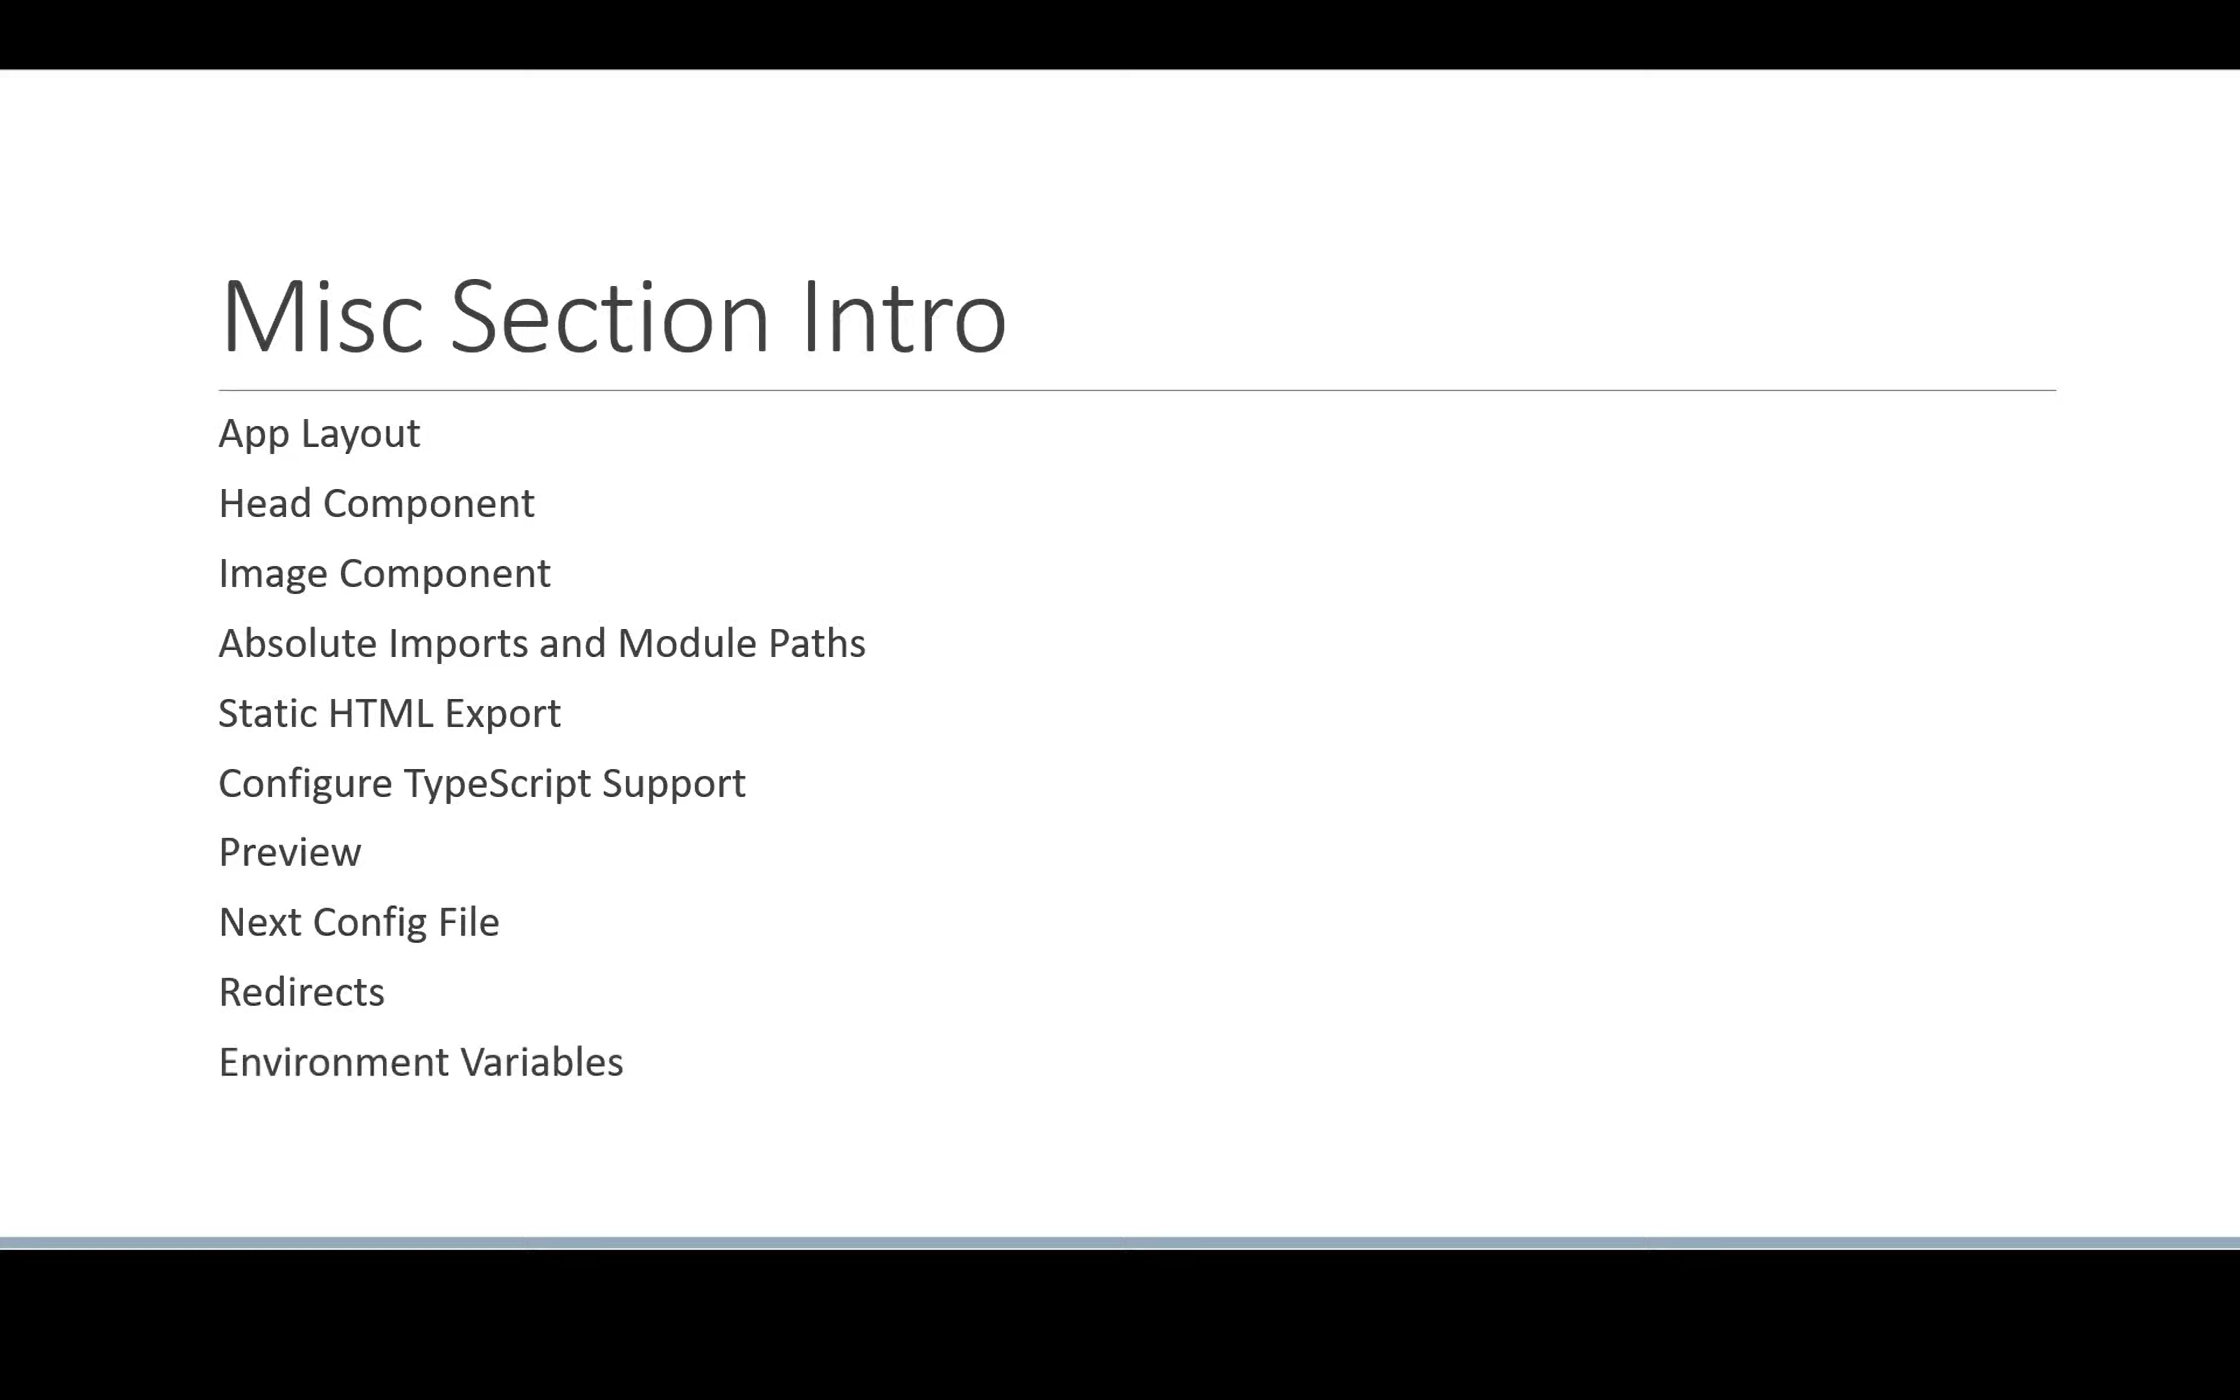 Misc Section Intro
App Layout
Head Component
Image Component
Absolute Imports and Module Paths
Static HTML Export
Configure TypeScript Support
Preview
Next Config File
Redirects
Environment Variables